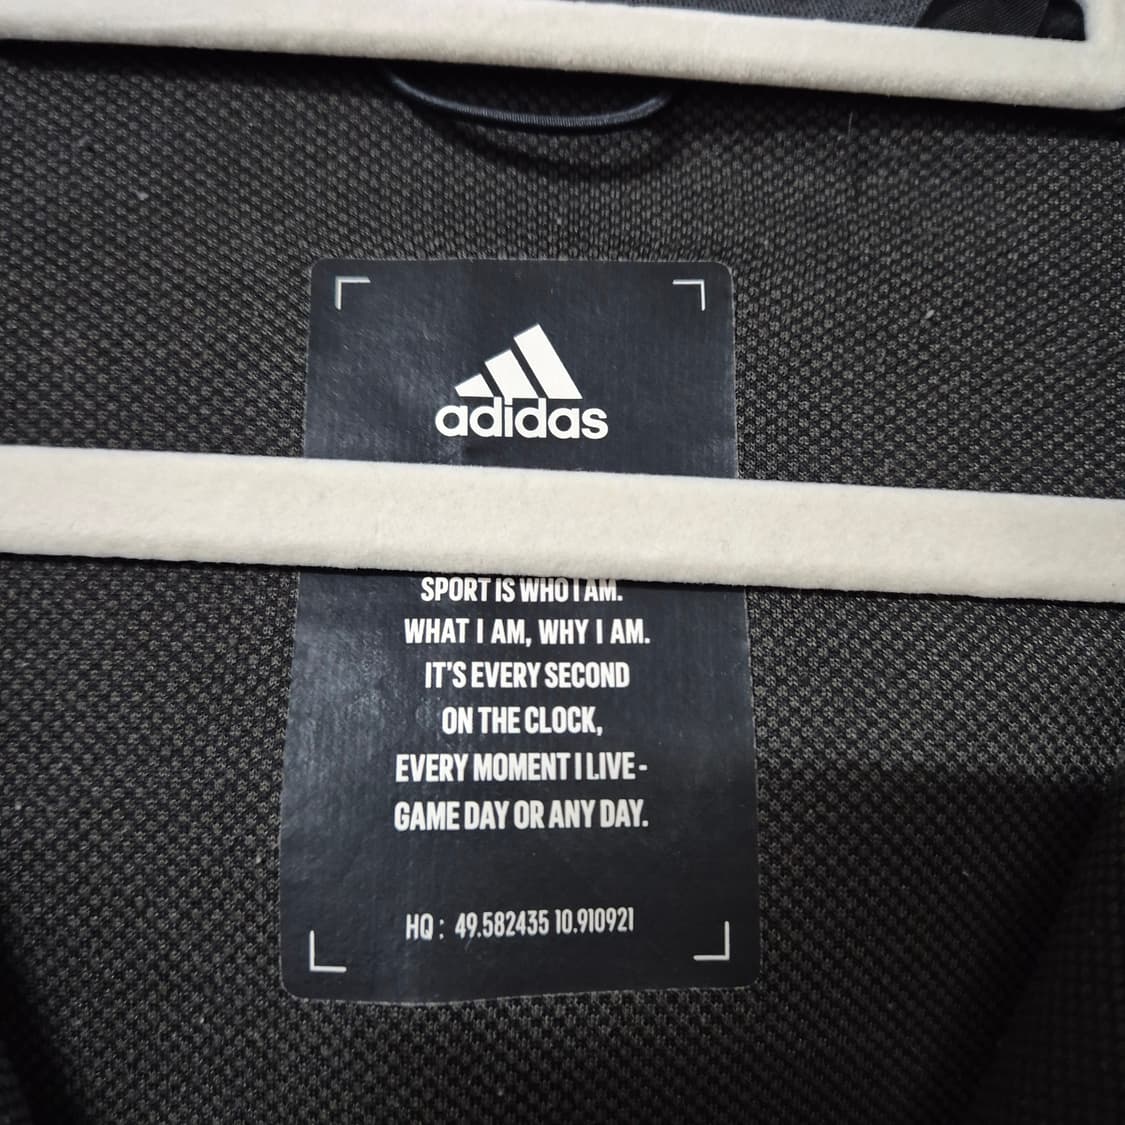 adidas
SPORT IS WHO I AM.
WHAT I AM, WHY I AM.
IT'S EVERY SECOND
ON THE CLOCK,
EVERY MOMENT I LIVE -
GAME DAY OR ANY DAY.
HQ : 49.582435 10.910921